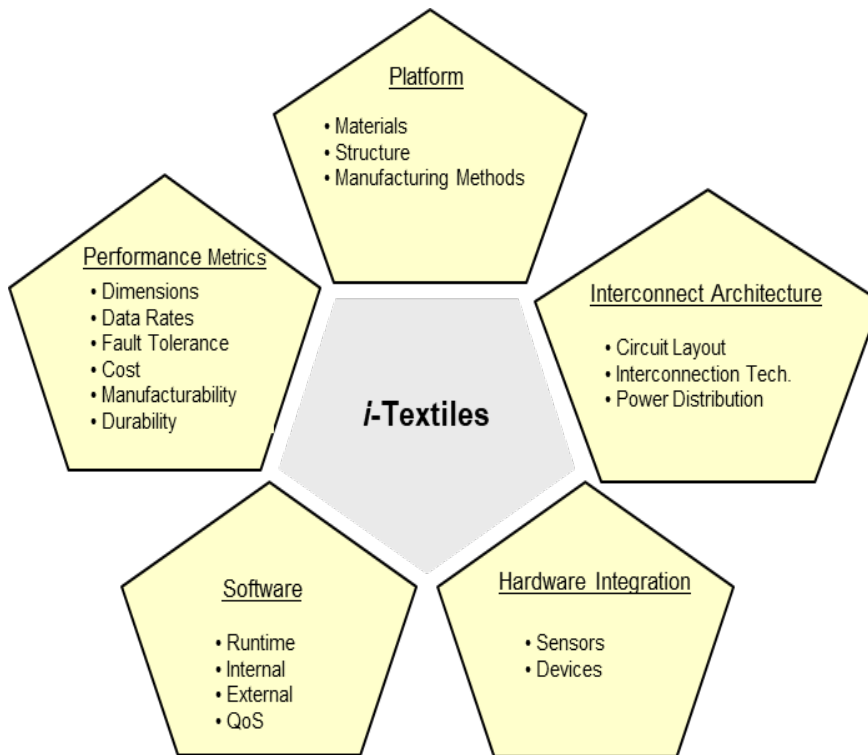 Platform
• Materials
• Structure
• Manufacturing Methods
Performance Metrics
• Dimensions
• Data Rates
• Fault Tolerance
• Cost
• Manufacturability
• Durability
Interconnect Architecture
• Circuit Layout
• Interconnection Tech.
• Power Distribution
i-Textiles
Software
• Runtime
• Internal
• External
• QoS
Hardware Integration
• Sensors
• Devices